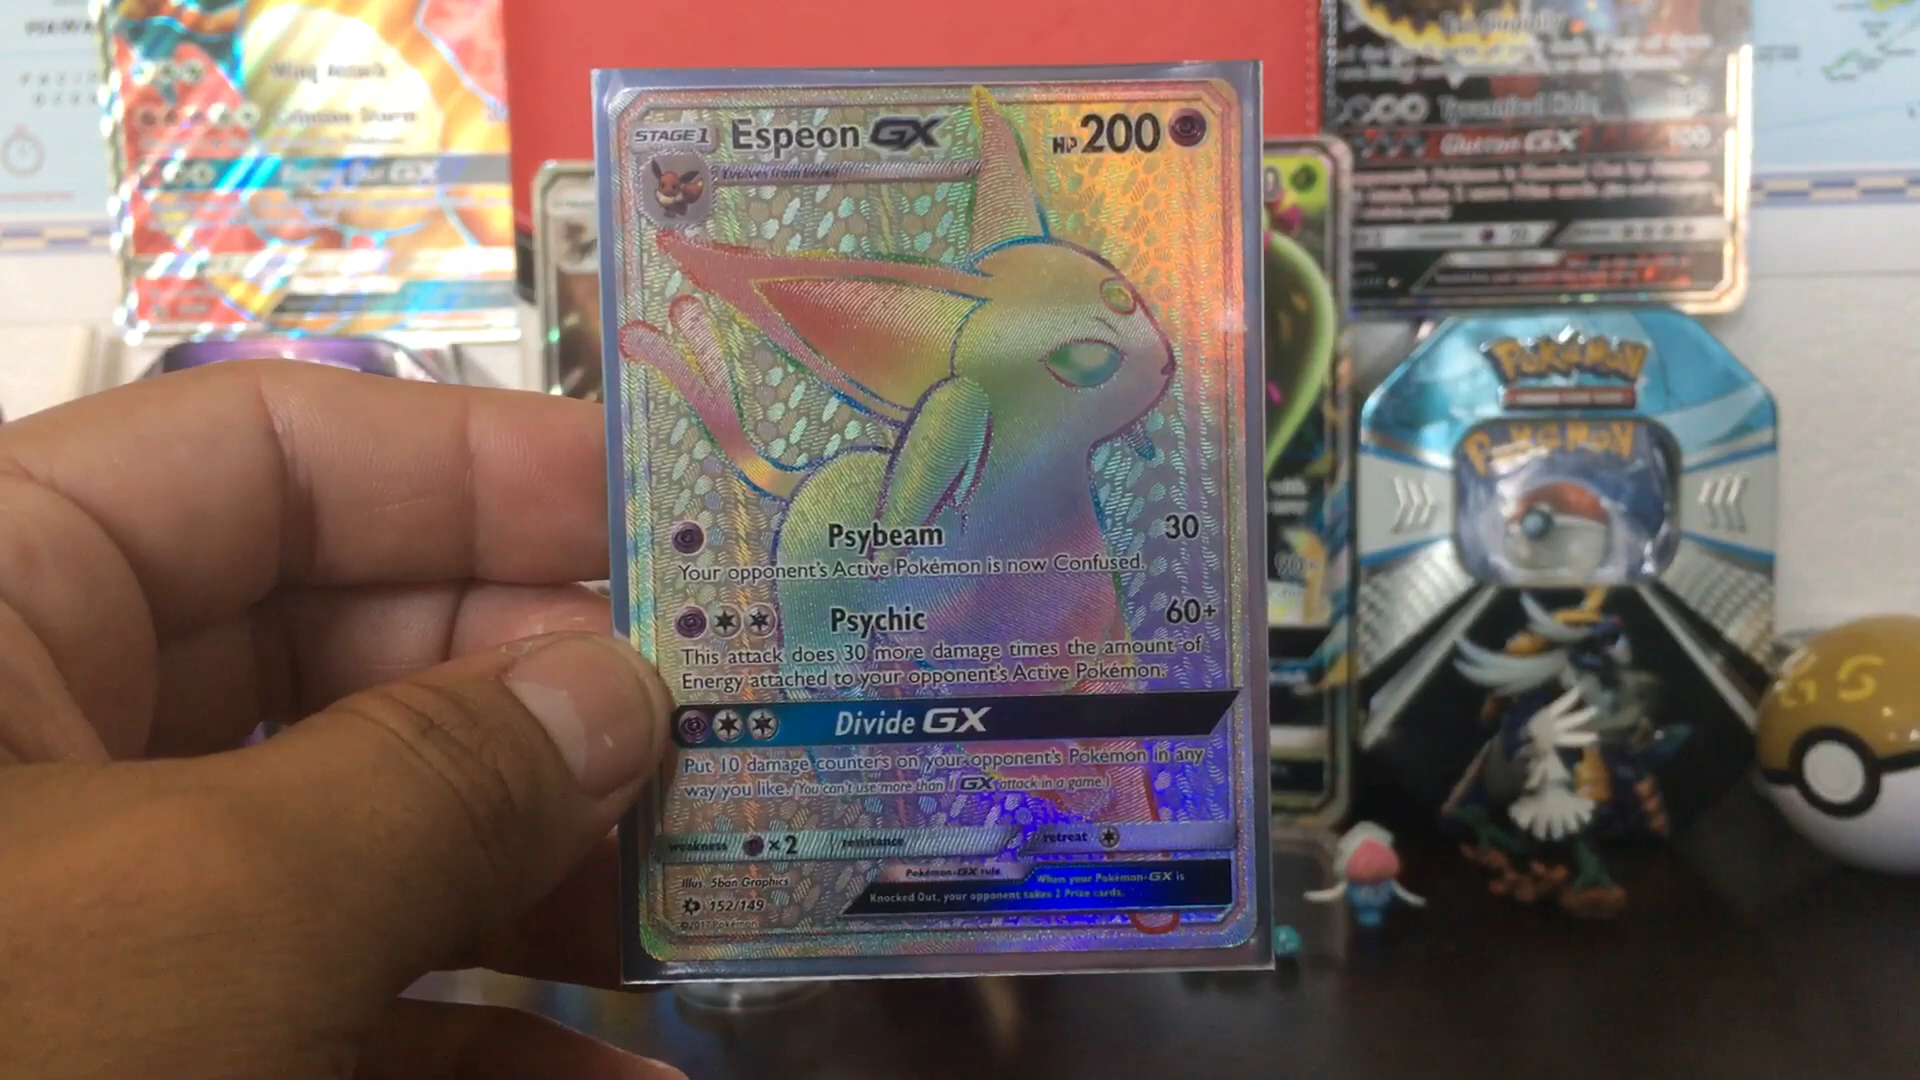 STAGE 1 Espeon GX HP 200
Evolves from Eevee
Psybeam 30
Your opponent's Active Pokémon is now Confused.
Psychic 60+
This attack does 30 more damage times the amount of
Energy attached to your opponent's Active Pokémon.
Divide GX
Put 10 damage counters on your opponent's Pokémon in any
way you like. (You can't use more than 1 GX attack in a game.)
weakness ×2 resistance retreat
Illus. 5ban Graphics
152/149
©2017 Pokémon
Pokémon-GX rule When your Pokémon-GX is
Knocked Out, your opponent takes 2 Prize cards.
Wing Attack
POKéMON
POKéMON
GS